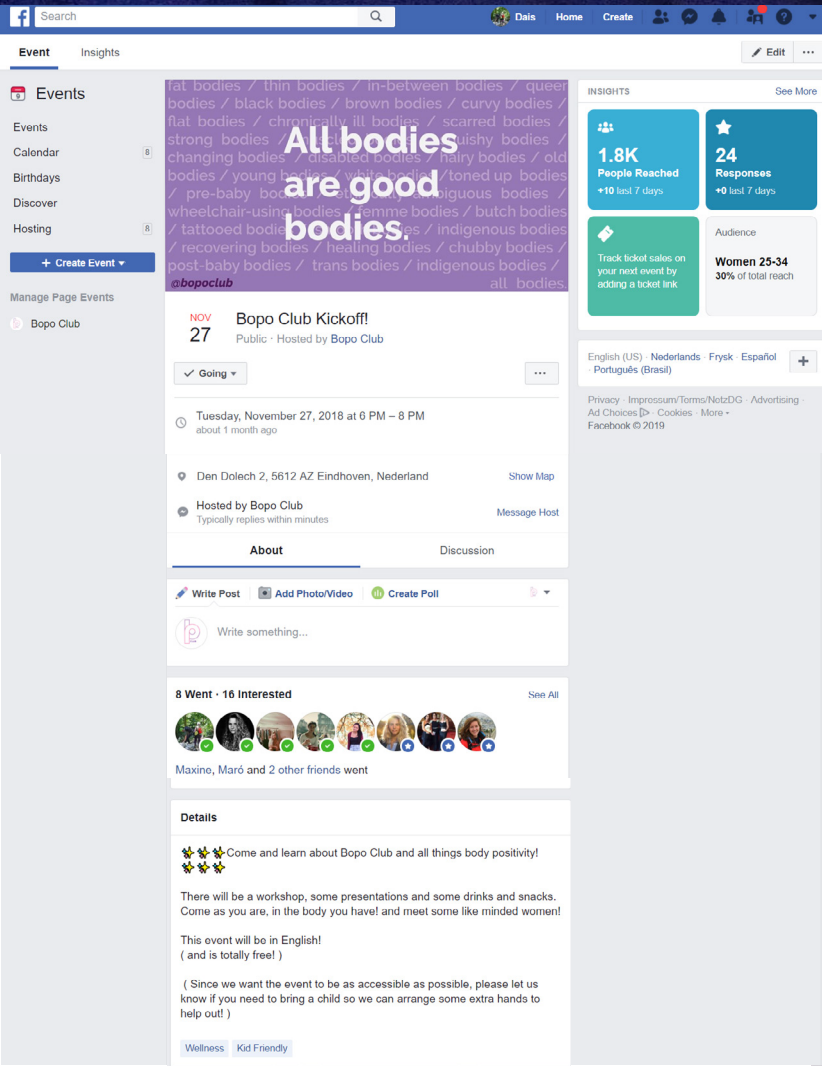 Search
Dais
Home
Create
Event
Insights
Edit
Events
Events
Calendar
8
Birthdays
Discover
Hosting
8
+ Create Event
Manage Page Events
Bopo Club
fat bodies / thin bodies / in-between bodies / queer
bodies / black bodies / brown bodies / curvy bodies /
flat bodies / chronically ill bodies / scarred bodies /
strong bodies / squishy bodies /
changing bodies / disabled bodies / hairy bodies / old
bodies / young bodies / white bodies / toned up bodies
/ pre-baby bodies / ambiguous bodies /
wheelchair-using bodies / femme bodies / butch bodies
/ tattooed bodies / indigenous bodies
/ recovering bodies / healing bodies / chubby bodies /
post-baby bodies / trans bodies / indigenous bodies /
all bodies.
All bodies
are good
bodies.
@bopoclub
NOV
27
Bopo Club Kickoff!
Public · Hosted by Bopo Club
Going
Tuesday, November 27, 2018 at 6 PM – 8 PM
about 1 month ago
Den Dolech 2, 5612 AZ Eindhoven, Nederland
Show Map
Hosted by Bopo Club
Typically replies within minutes
Message Host
About
Discussion
Write Post
Add Photo/Video
Create Poll
Write something...
8 Went · 16 Interested
See All
Maxine, Maró and 2 other friends went
Details
Come and learn about Bopo Club and all things body positivity!
There will be a workshop, some presentations and some drinks and snacks.
Come as you are, in the body you have! and meet some like minded women!
This event will be in English!
( and is totally free! )
( Since we want the event to be as accessible as possible, please let us
know if you need to bring a child so we can arrange some extra hands to
help out! )
Wellness
Kid Friendly
INSIGHTS
See More
1.8K
People Reached
+10 last 7 days
24
Responses
+0 last 7 days
Track ticket sales on
your next event by
adding a ticket link
Audience
Women 25-34
30% of total reach
English (US) · Nederlands · Frysk · Español
· Português (Brasil)
Privacy · Impressum/Terms/NetzDG · Advertising ·
Ad Choices · Cookies · More
Facebook © 2019